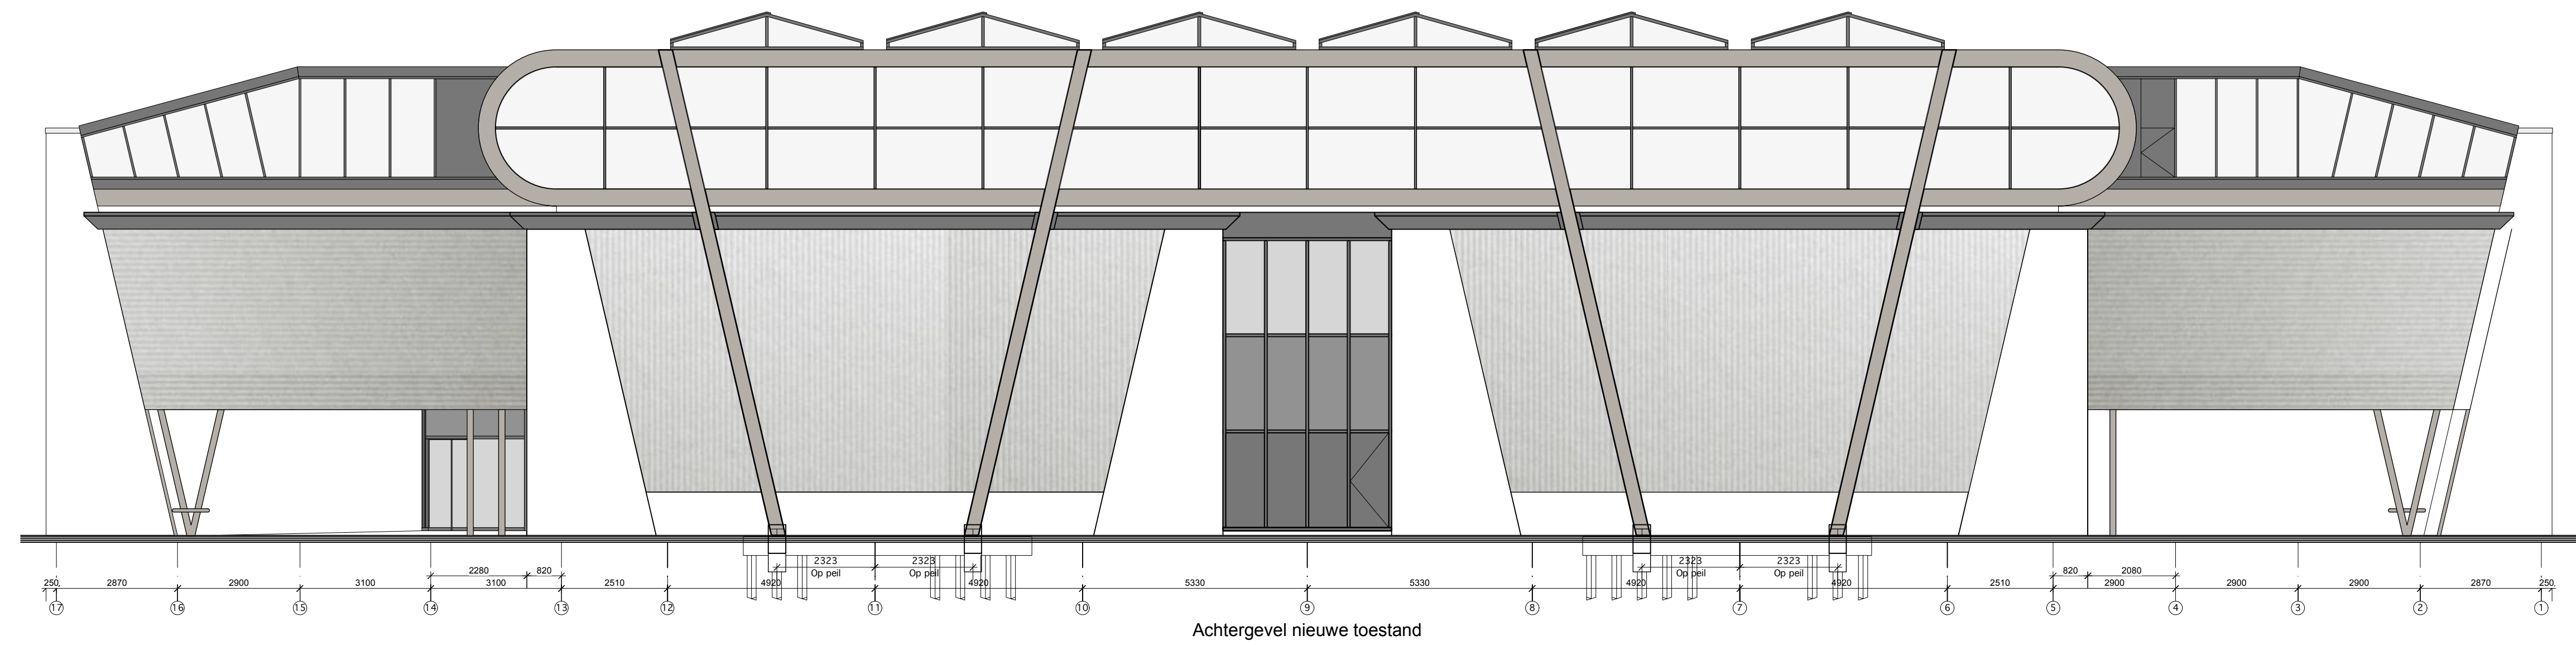 2323 2323 2323 2323
Op peil Op peil Op peil Op peil
2280 820 820 2080
250 2870 2900 3100 3100 2510 4920 4920 5330 5330 4920 4920 2510 2900 2900 2900 2870 250
17 16 15 14 13 12 11 10 9 8 7 6 5 4 3 2 1
Achtergevel nieuwe toestand